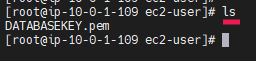 [root@ip-10-0-1-109 ec2-user]# ls
DATABASEKEY.pem
[root@ip-10-0-1-109 ec2-user]#